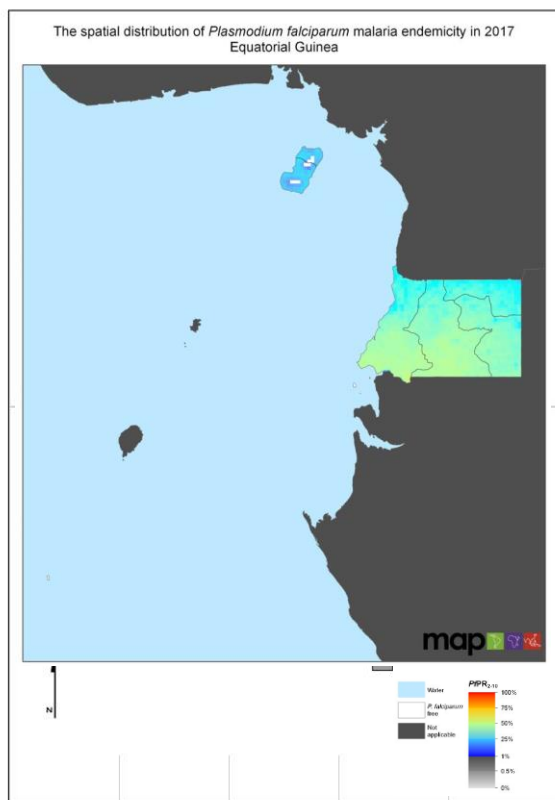 The spatial distribution of Plasmodium falciparum malaria endemicity in 2017
Equatorial Guinea
map
N
Water
P. falciparum
free
Not
applicable
PfPR2-10
100%
75%
50%
25%
1%
0.5%
0%